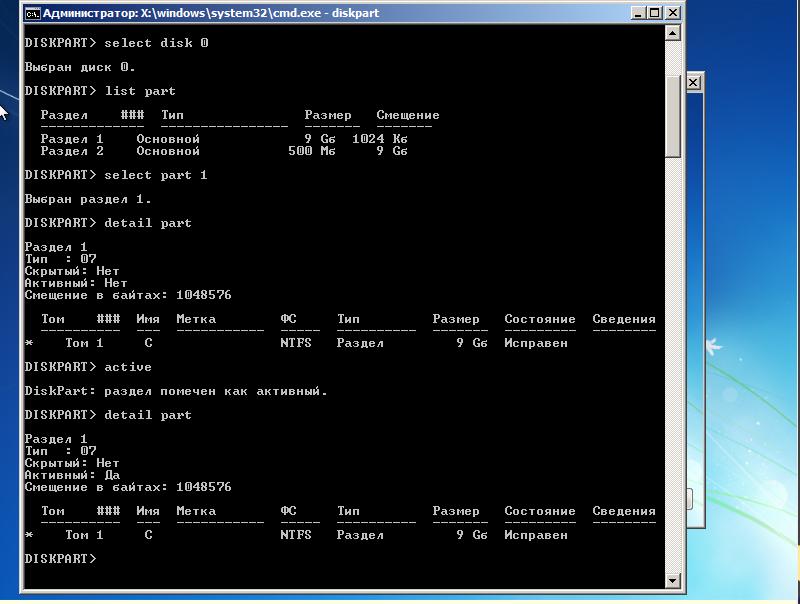 Администратор: X:\windows\system32\cmd.exe - diskpart
DISKPART> select disk 0
Выбран диск 0.
DISKPART> list part
Раздел ### Тип Размер Смещение
------------- ---------------- ------- -------
Раздел 1 Основной 9 Gб 1024 Kб
Раздел 2 Основной 500 Mб 9 Gб
DISKPART> select part 1
Выбран раздел 1.
DISKPART> detail part
Раздел 1
Тип : 07
Скрытый: Нет
Активный: Нет
Смещение в байтах: 1048576
Том ### Имя Метка ФС Тип Размер Состояние Сведения
---------- --- ----------- ----- ---------- ------- --------- --------
* Том 1 C NTFS Раздел 9 Gб Исправен
DISKPART> active
DiskPart: раздел помечен как активный.
DISKPART> detail part
Раздел 1
Тип : 07
Скрытый: Нет
Активный: Да
Смещение в байтах: 1048576
Том ### Имя Метка ФС Тип Размер Состояние Сведения
---------- --- ----------- ----- ---------- ------- --------- --------
* Том 1 C NTFS Раздел 9 Gб Исправен
DISKPART>